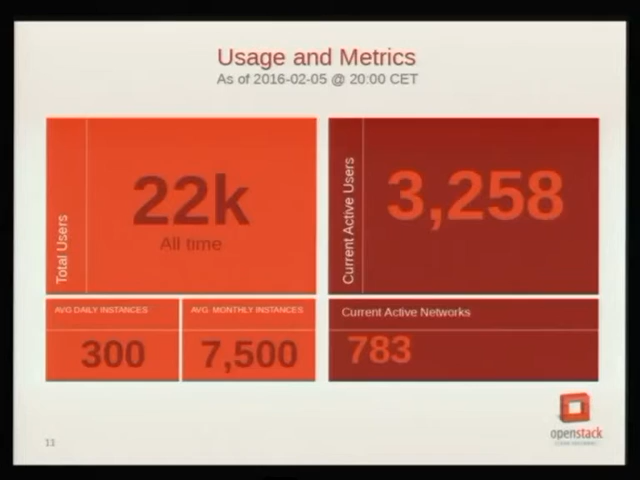 Usage and Metrics
As of 2016-02-05 @ 20:00 CET
Total Users
22k
All time
Current Active Users
3,258
AVG DAILY INSTANCES
300
AVG MONTHLY INSTANCES
7,500
Current Active Networks
783
openstack
11